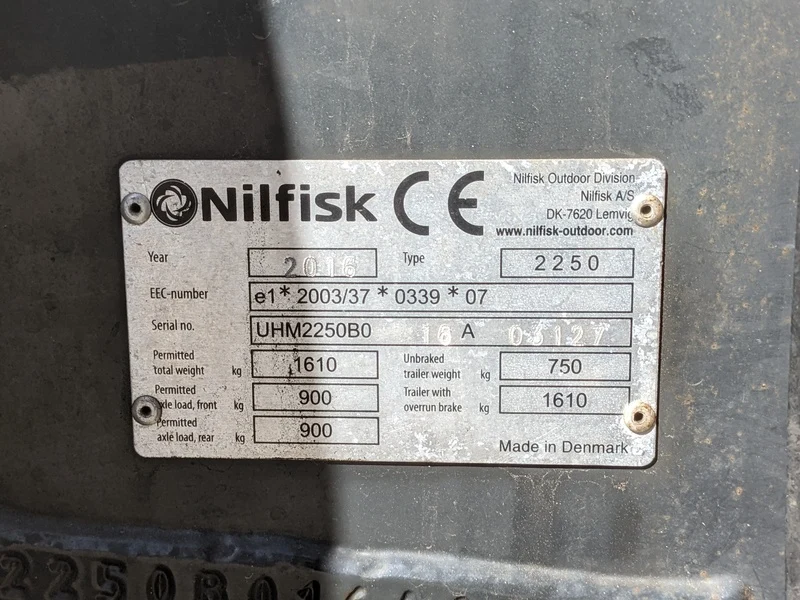 Nilfisk CE
Nilfisk Outdoor Division
Nilfisk A/S
DK-7620 Lemvig
www.nilfisk-outdoor.com
Year 2016 Type 2250
EEC-number e1* 2003/37 * 0339 * 07
Serial no. UHM2250B0 16 A 03127
Permitted total weight kg 1610 Unbraked trailer weight kg 750
Permitted axle load, front kg 900 Trailer with overrun brake kg 1610
Permitted axle load, rear kg 900
Made in Denmark
2250B01